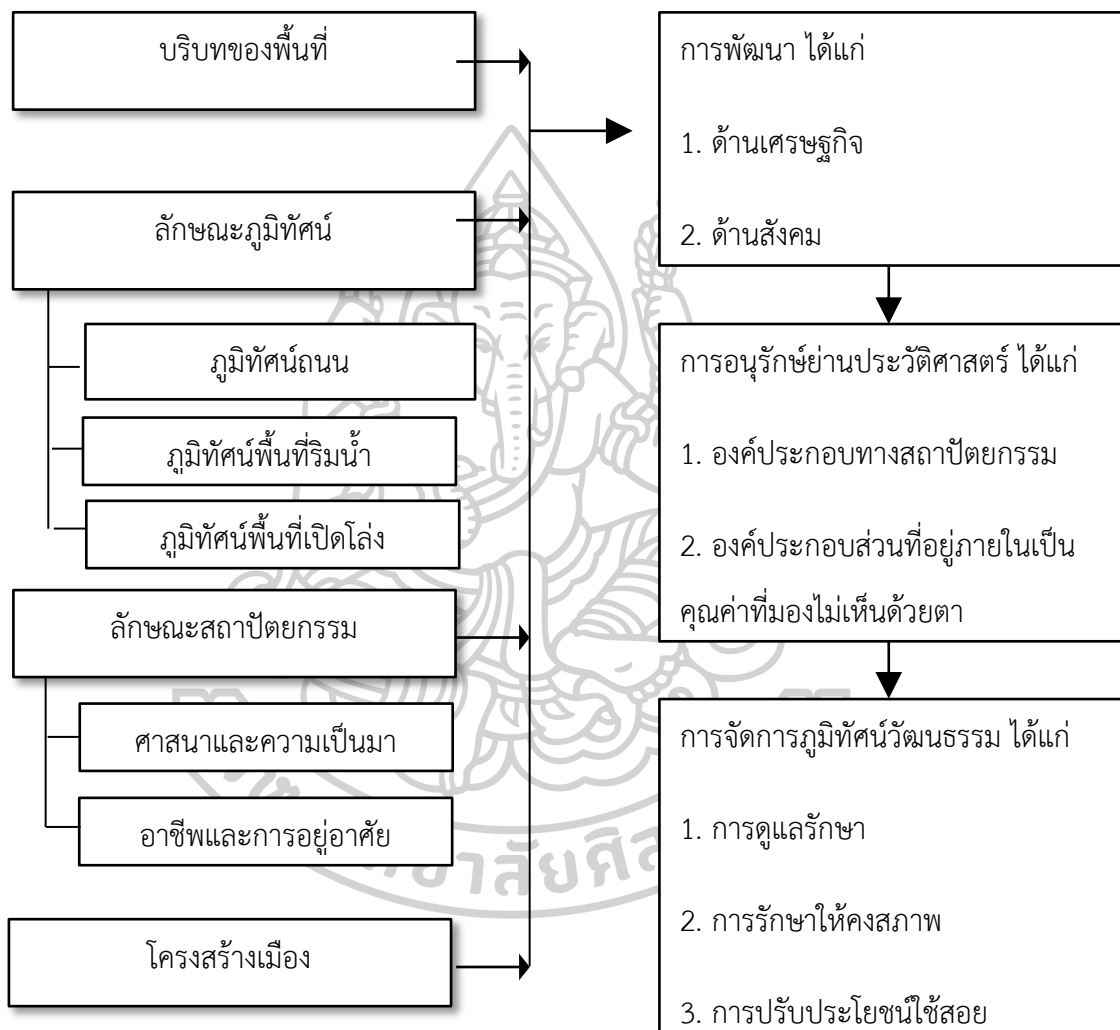 บริบทของพื้นที่
ลักษณะภูมิทัศน์
ภูมิทัศน์ถนน
ภูมิทัศน์พื้นที่ริมน้ำ
ภูมิทัศน์พื้นที่เปิดโล่ง
ลักษณะสถาปัตยกรรม
ศาสนาและความเป็นมา
อาชีพและการอยู่อาศัย
โครงสร้างเมือง
การพัฒนา ได้แก่
1. ด้านเศรษฐกิจ
2. ด้านสังคม
การอนุรักษ์ย่านประวัติศาสตร์ ได้แก่
1. องค์ประกอบทางสถาปัตยกรรม
2. องค์ประกอบส่วนที่อยู่ภายในเป็น
คุณค่าที่มองไม่เห็นด้วยตา
การจัดการภูมิทัศน์วัฒนธรรม ได้แก่
1. การดูแลรักษา
2. การรักษาให้คงสภาพ
3. การปรับประโยชน์ใช้สอย